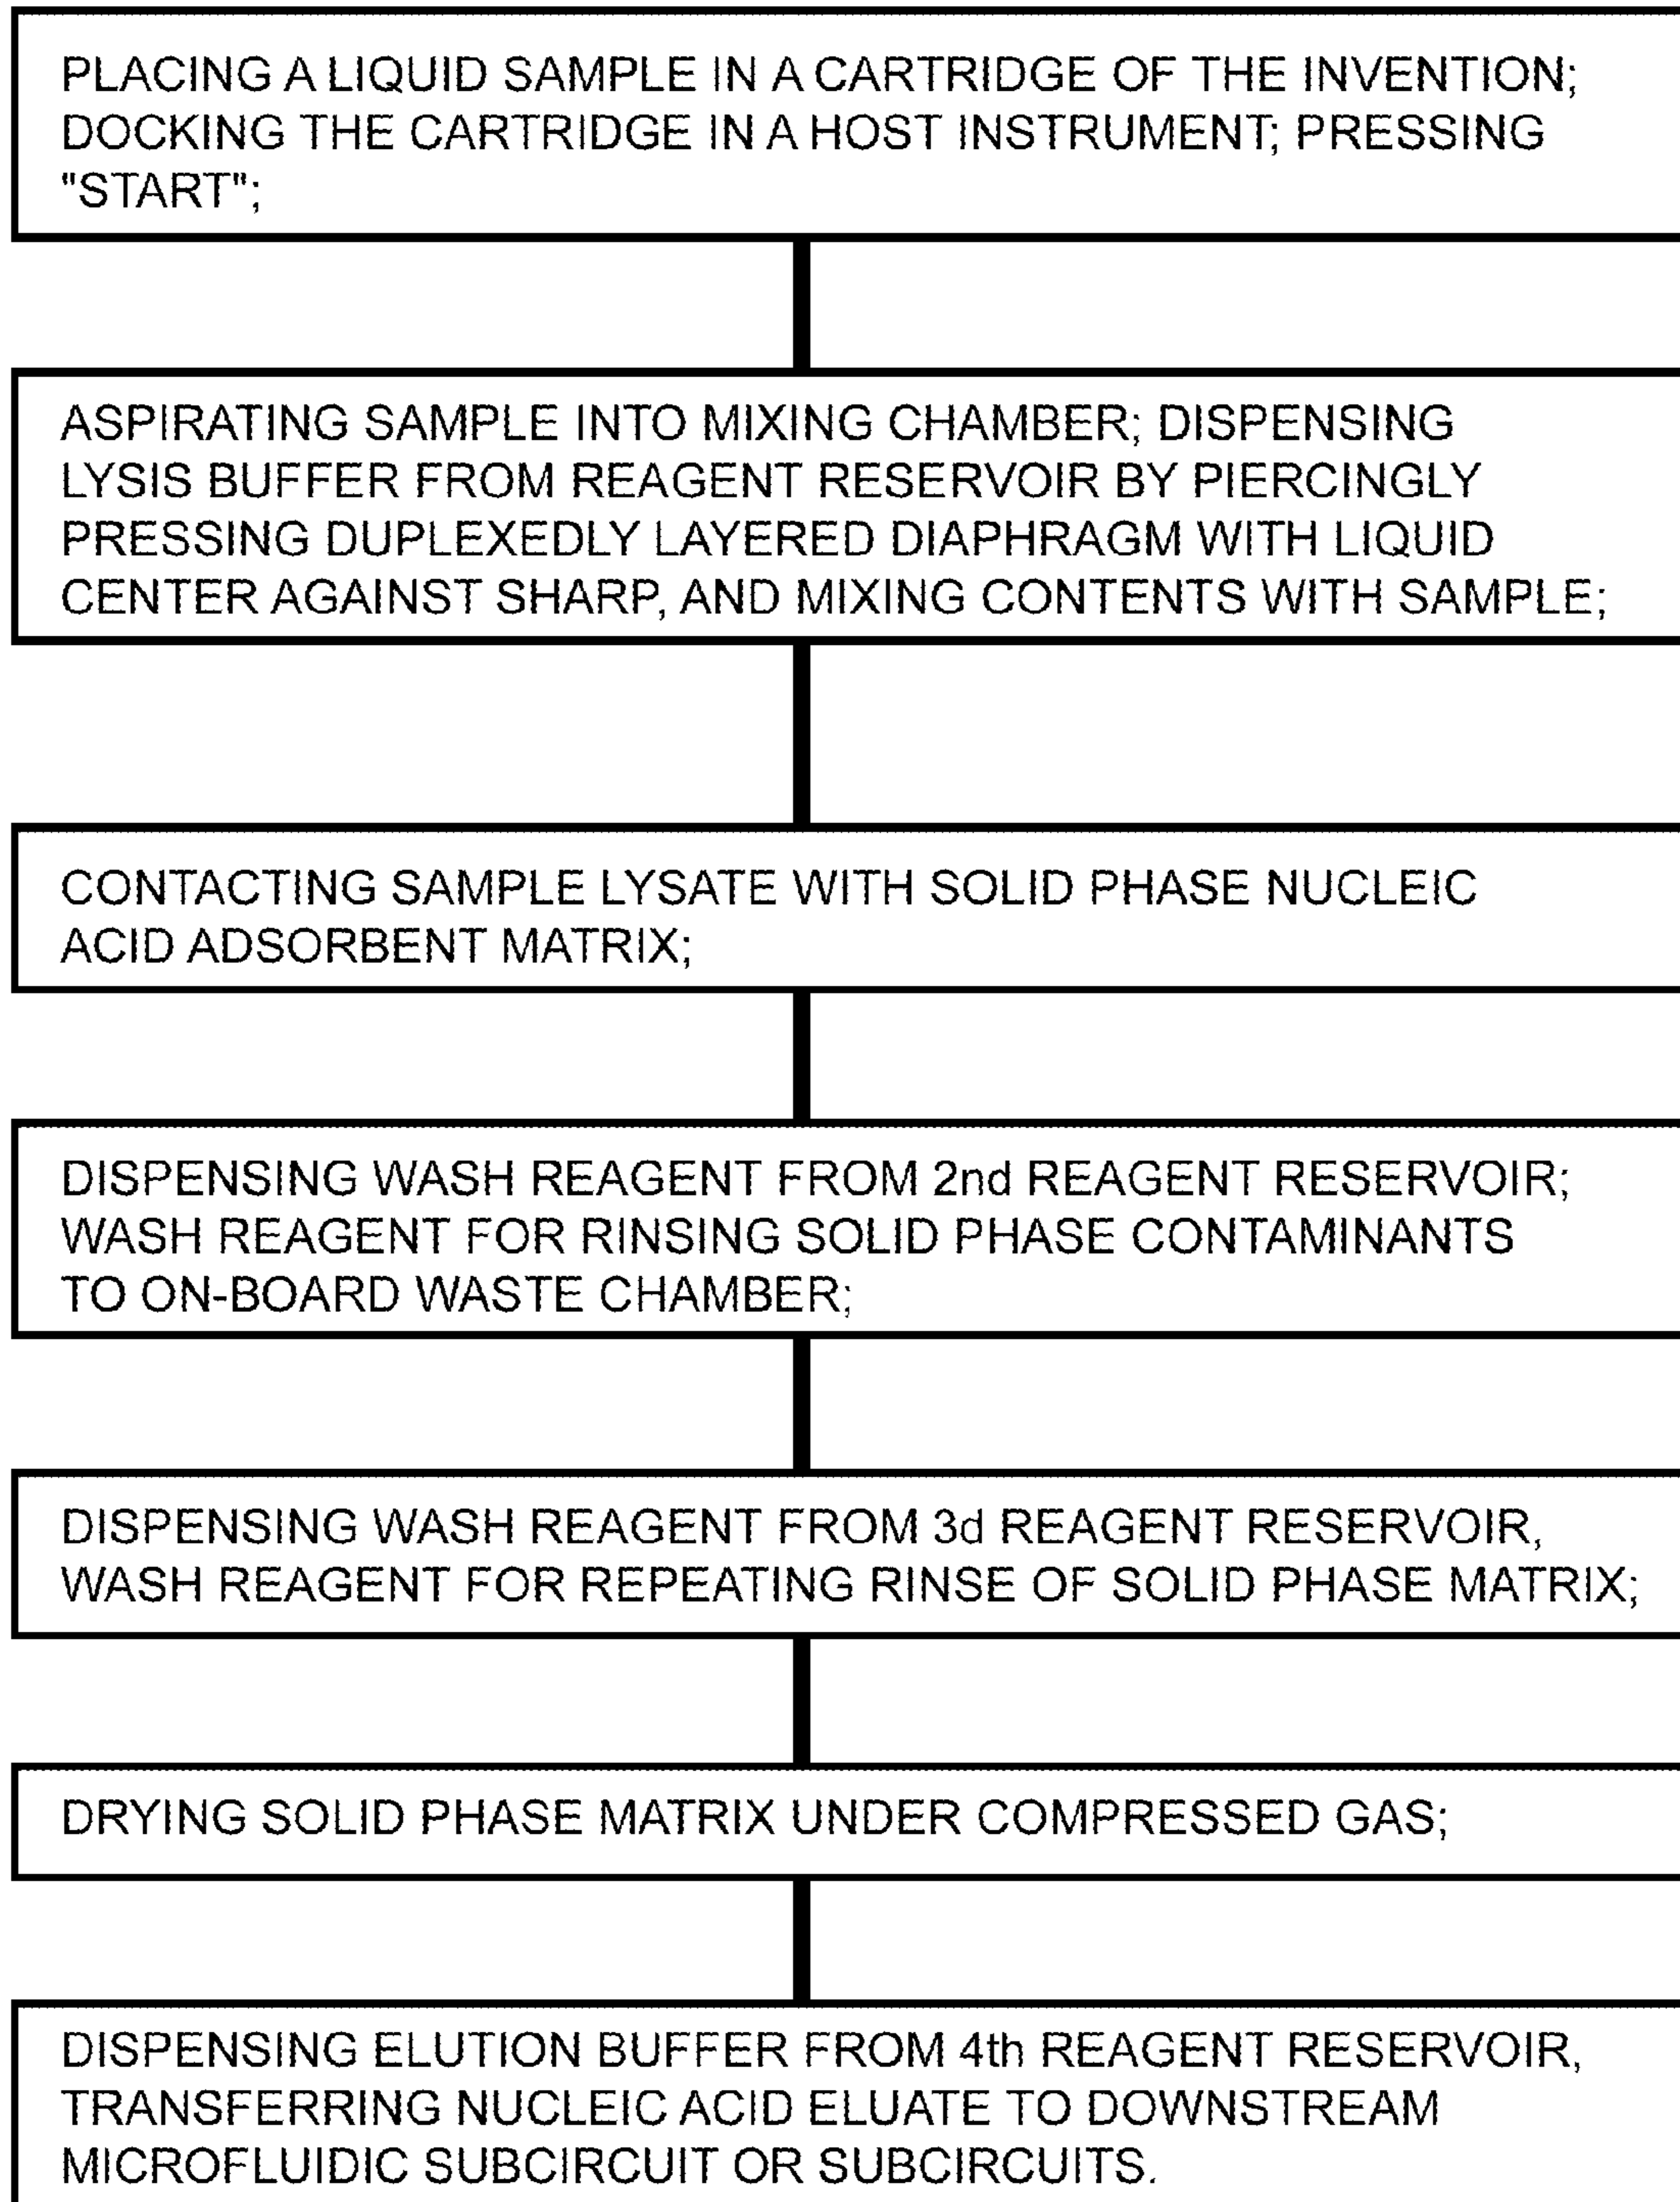 PLACING A LIQUID SAMPLE IN A CARTRIDGE OF THE INVENTION;
DOCKING THE CARTRIDGE IN A HOST INSTRUMENT; PRESSING
"START";
ASPIRATING SAMPLE INTO MIXING CHAMBER; DISPENSING
LYSIS BUFFER FROM REAGENT RESERVOIR BY PIERCINGLY
PRESSING DUPLEXEDLY LAYERED DIAPHRAGM WITH LIQUID
CENTER AGAINST SHARP, AND MIXING CONTENTS WITH SAMPLE;
CONTACTING SAMPLE LYSATE WITH SOLID PHASE NUCLEIC
ACID ADSORBENT MATRIX;
DISPENSING WASH REAGENT FROM 2nd REAGENT RESERVOIR;
WASH REAGENT FOR RINSING SOLID PHASE CONTAMINANTS
TO ON-BOARD WASTE CHAMBER;
DISPENSING WASH REAGENT FROM 3d REAGENT RESERVOIR,
WASH REAGENT FOR REPEATING RINSE OF SOLID PHASE MATRIX;
DRYING SOLID PHASE MATRIX UNDER COMPRESSED GAS;
DISPENSING ELUTION BUFFER FROM 4th REAGENT RESERVOIR,
TRANSFERRING NUCLEIC ACID ELUATE TO DOWNSTREAM
MICROFLUIDIC SUBCIRCUIT OR SUBCIRCUITS.